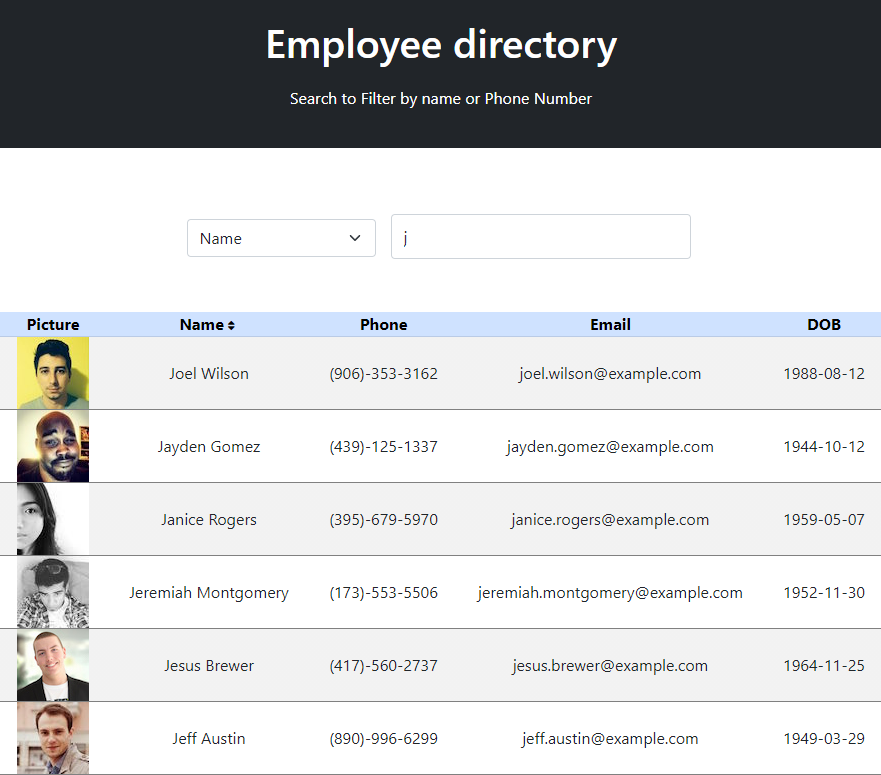 Employee directory
Search to Filter by name or Phone Number
Name j
Picture Name Phone Email DOB
Joel Wilson (906)-353-3162 joel.wilson@example.com 1988-08-12
Jayden Gomez (439)-125-1337 jayden.gomez@example.com 1944-10-12
Janice Rogers (395)-679-5970 janice.rogers@example.com 1959-05-07
Jeremiah Montgomery (173)-553-5506 jeremiah.montgomery@example.com 1952-11-30
Jesus Brewer (417)-560-2737 jesus.brewer@example.com 1964-11-25
Jeff Austin (890)-996-6299 jeff.austin@example.com 1949-03-29